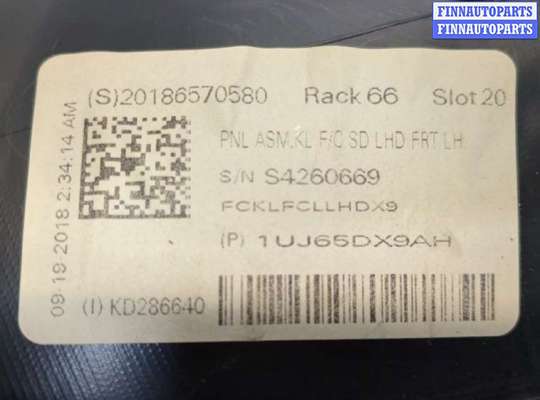 FINNAUTOPARTS
FINNAUTOPARTS
(S)20186570580 Rack 66 Slot 20
PNL ASM.KL F/C SD LHD FRT LH
S/N S4260669
FCKLFCLLHDX9
(P) 1UJ65DX9AH
(I) KD286640
09 19 2018 2:34:14 AM